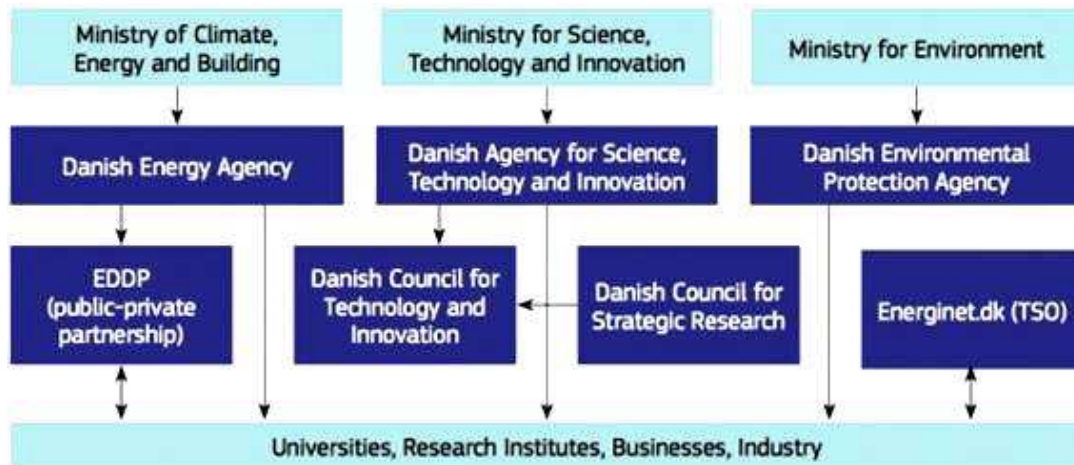 Ministry of Climate,
Energy and Building
Ministry for Science,
Technology and Innovation
Ministry for Environment
Danish Energy Agency
Danish Agency for Science,
Technology and Innovation
Danish Environmental
Protection Agency
EDDP
(public-private
partnership)
Danish Council for
Technology and
Innovation
Danish Council for
Strategic Research
Energinet.dk (TSO)
Universities, Research Institutes, Businesses, Industry